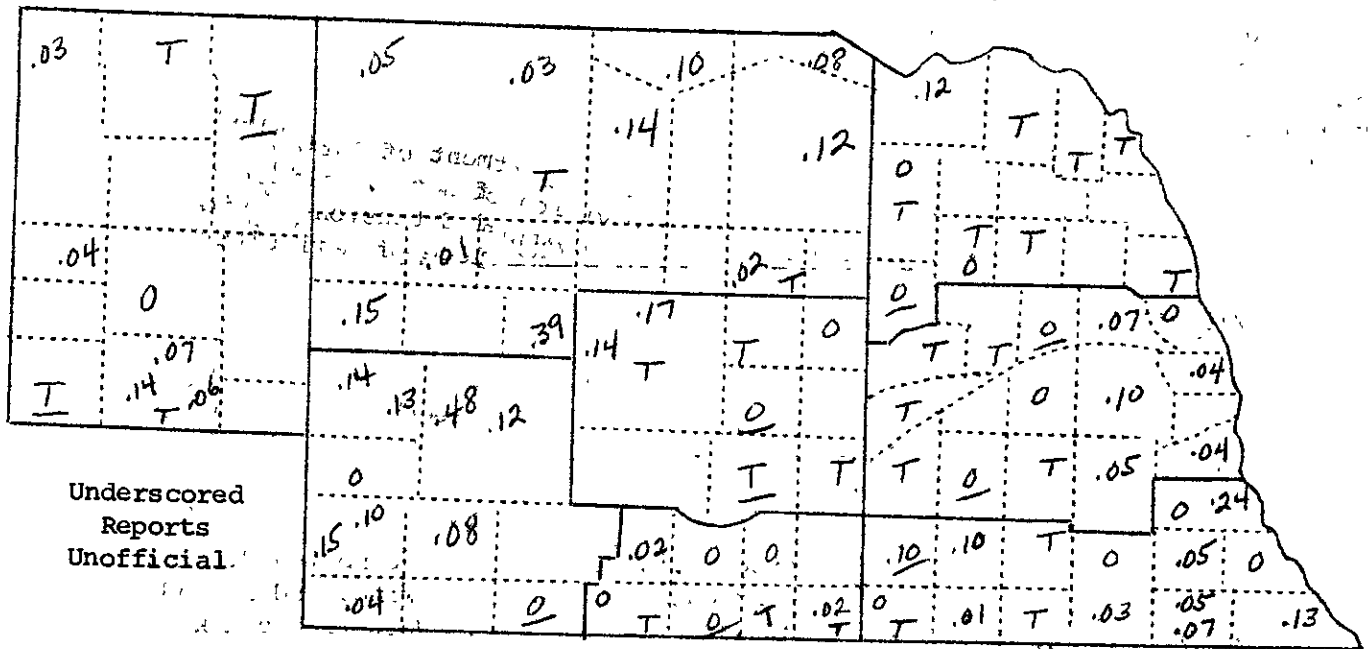 .03 T .05 .03 .10 .08 .12
T .14 .12 T T T
T 0
T
.04 .01 T T
0 .02 T 0 T
0
.15 .39 .17 0 0 .07 0
.07 .14 T T T T .04
T .14 T .06 .14 .13 .48 .12 0 T 0 .10
0 T T T 0 T .05 .04
Underscored
Reports
Unofficial.
0 .24
.15 .10 .08 .02 0 0 .10 .10 T 0 .05 0
.04 0 0 T 0 T .02 T 0 T .01 T .03 .05 .07 .13